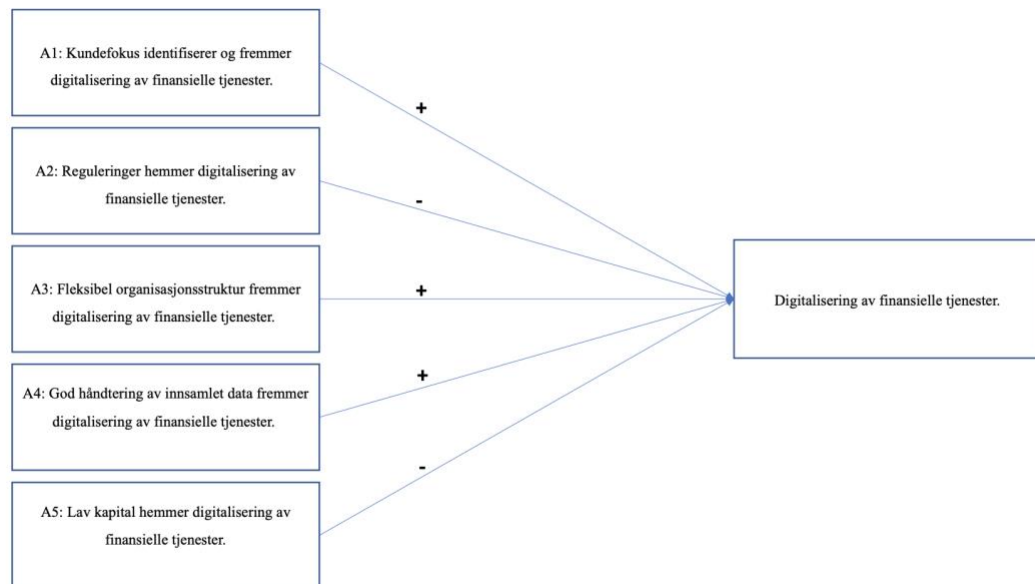 A1: Kundefokus identifiserer og fremmer
digitalisering av finansielle tjenester.
+
A2: Reguleringer hemmer digitalisering av
finansielle tjenester.
-
A3: Fleksibel organisasjonsstruktur fremmer
digitalisering av finansielle tjenester.
+
Digitalisering av finansielle tjenester.
A4: God håndtering av innsamlet data fremmer
digitalisering av finansielle tjenester.
+
A5: Lav kapital hemmer digitalisering av
finansielle tjenester.
-